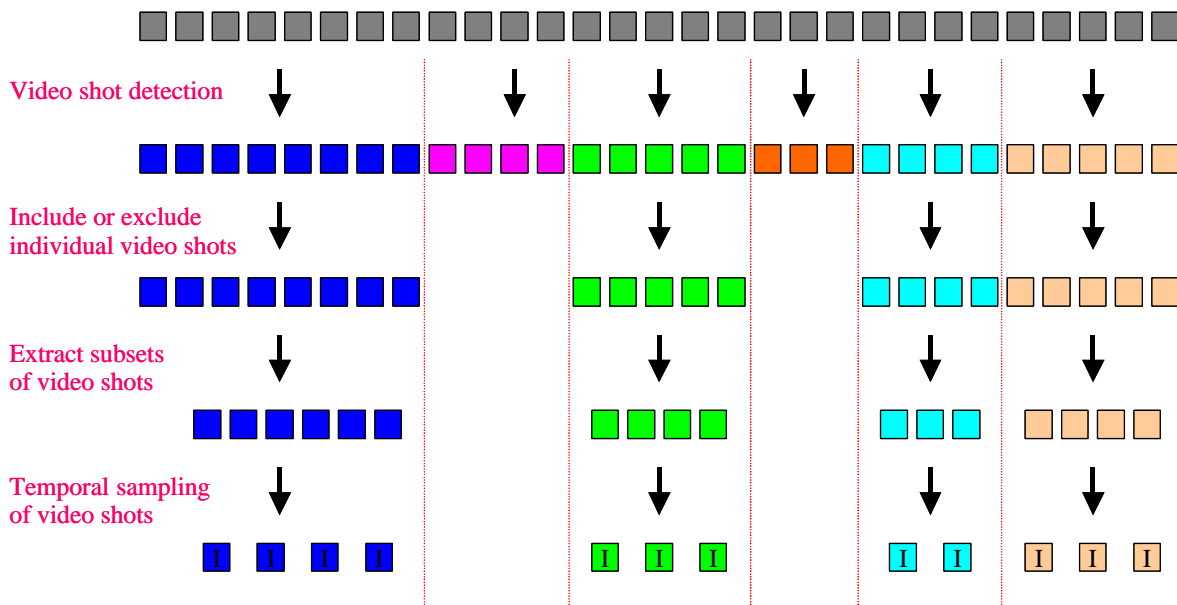 Video shot detection
Include or exclude
individual video shots
Extract subsets
of video shots
Temporal sampling
of video shots
I I I I I I I I I I I I